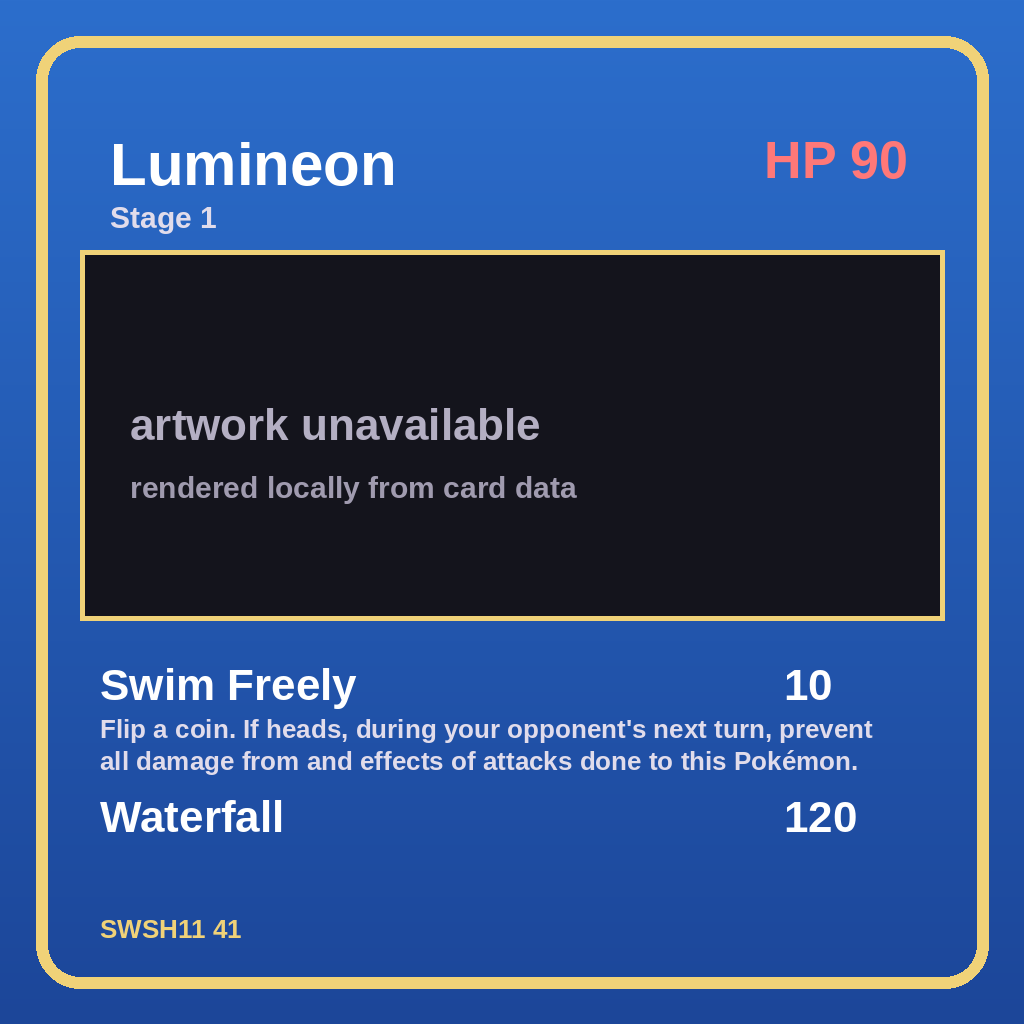 Lumineon
HP 90
Stage 1
artwork unavailable
rendered locally from card data
Swim Freely
10
Flip a coin. If heads, during your opponent's next turn, prevent
all damage from and effects of attacks done to this Pokémon.
Waterfall
120
SWSH11 41